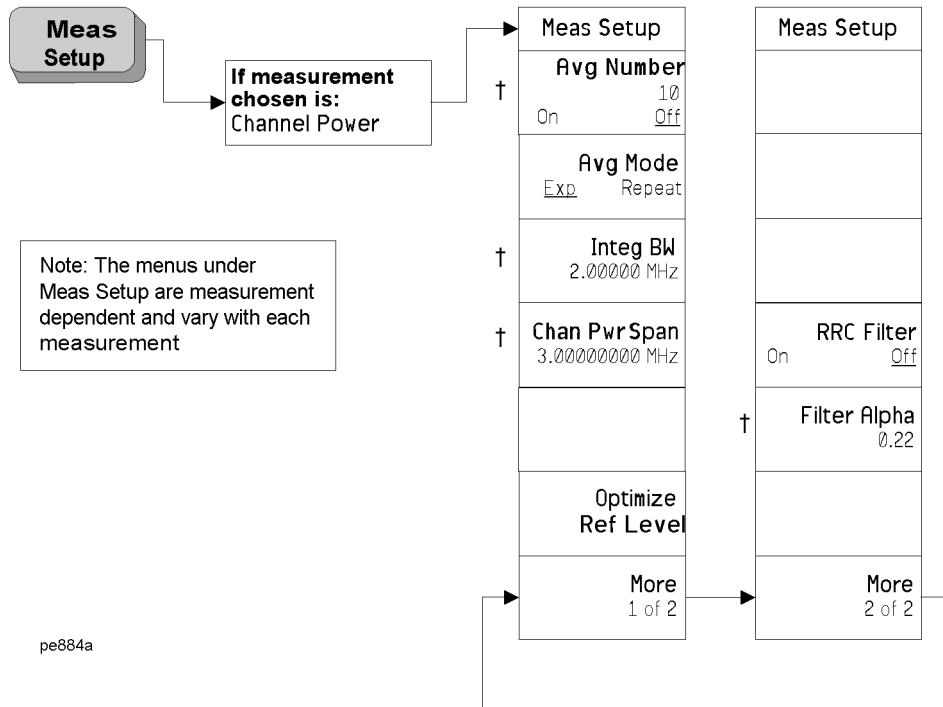 Meas
Setup
If measurement
chosen is:
Channel Power
Note: The menus under
Meas Setup are measurement
dependent and vary with each
measurement
pe884a
Meas Setup
† Avg Number
10
On Off
Avg Mode
Exp Repeat
† Integ BW
2.00000 MHz
† Chan PwrSpan
3.00000000 MHz
Optimize
Ref Level
More
1 of 2
Meas Setup
RRC Filter
On Off
† Filter Alpha
0.22
More
2 of 2